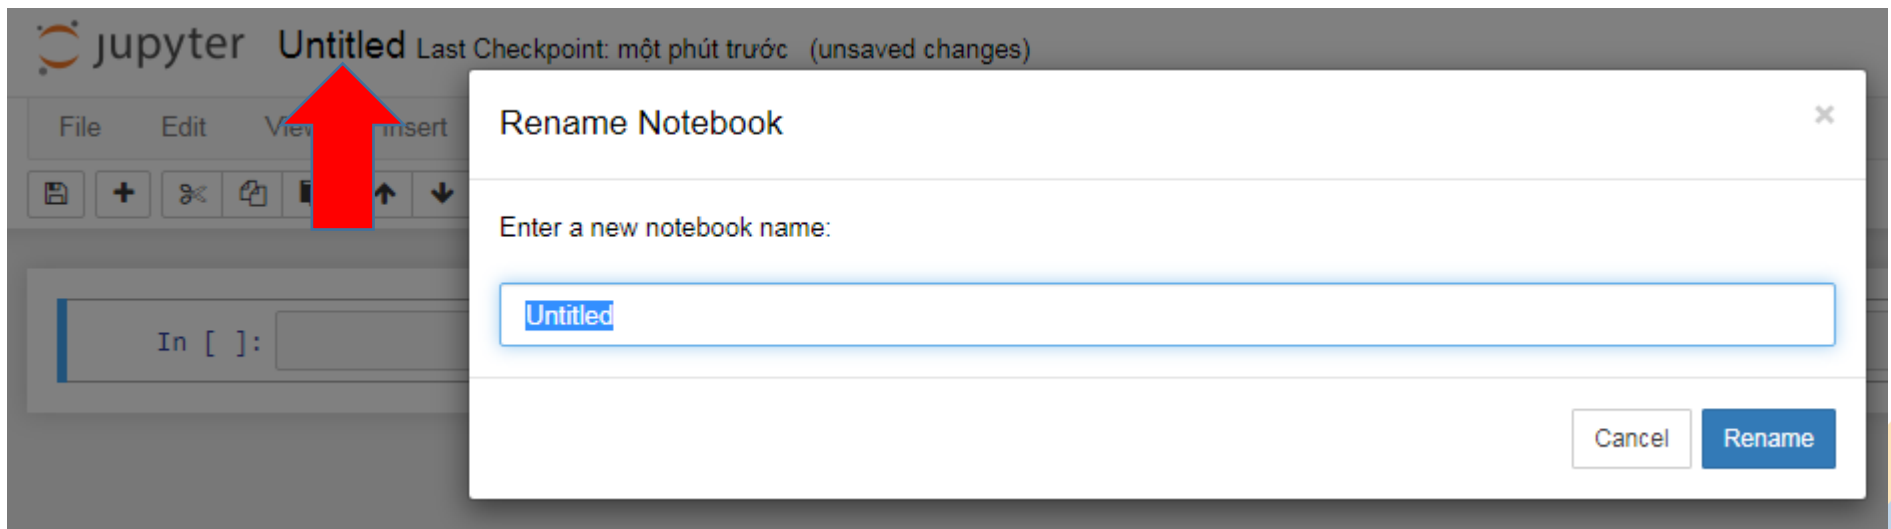 jupyter Untitled Last Checkpoint: một phút trước (unsaved changes)
File Edit Insert
Rename Notebook
×
Enter a new notebook name:
Untitled
In [ ]:
Cancel Rename